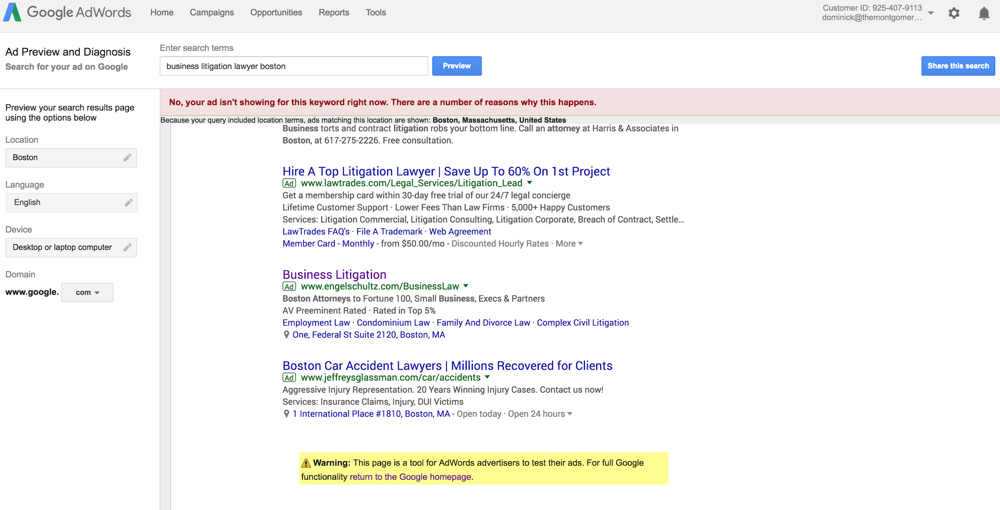 Google AdWords Home Campaigns Opportunities Reports Tools
Customer ID: 925-407-9113
dominick@themontgomer...
Ad Preview and Diagnosis
Search for your ad on Google
Enter search terms
business litigation lawyer boston
Preview
Share this search
Preview your search results page
using the options below
Location
Boston
Language
English
Device
Desktop or laptop computer
Domain
www.google. com
No, your ad isn't showing for this keyword right now. There are a number of reasons why this happens.
Because your query included location terms, ads matching this location are shown: Boston, Massachusetts, United States
Business torts and contract litigation robs your bottom line. Call an attorney at Harris & Associates in
Boston, at 617-275-2226. Free consultation.
Hire A Top Litigation Lawyer | Save Up To 60% On 1st Project
Ad www.lawtrades.com/Legal_Services/Litigation_Lead
Get a membership card within 30-day free trial of our 24/7 legal concierge
Lifetime Customer Support · Lower Fees Than Law Firms · 5,000+ Happy Customers
Services: Litigation Commercial, Litigation Consulting, Litigation Corporate, Breach of Contract, Settle...
LawTrades FAQ's · File A Trademark · Web Agreement
Member Card - Monthly - from $50.00/mo - Discounted Hourly Rates · More
Business Litigation
Ad www.engelschultz.com/BusinessLaw
Boston Attorneys to Fortune 100, Small Business, Execs & Partners
AV Preeminent Rated · Rated in Top 5%
Employment Law · Condominium Law · Family And Divorce Law · Complex Civil Litigation
One, Federal St Suite 2120, Boston, MA
Boston Car Accident Lawyers | Millions Recovered for Clients
Ad www.jeffreysglassman.com/car/accidents
Aggressive Injury Representation. 20 Years Winning Injury Cases. Contact us now!
Services: Insurance Claims, Injury, DUI Victims
1 International Place #1810, Boston, MA - Open today · Open 24 hours
Warning: This page is a tool for AdWords advertisers to test their ads. For full Google
functionality return to the Google homepage.